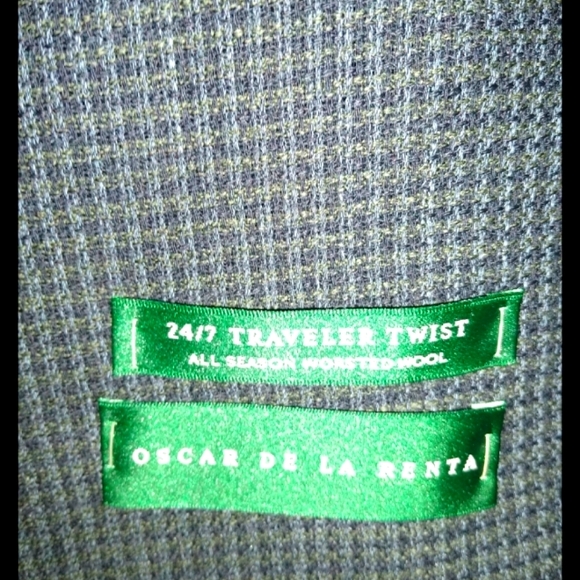 24/7 TRAVELER TWIST
ALL SEASON WORSTED WOOL
OSCAR DE LA RENTA